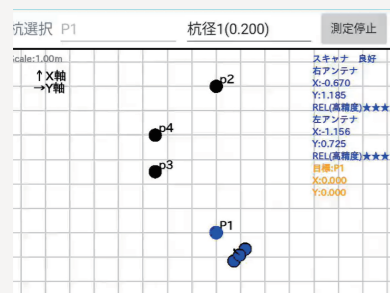 杭選択 P1 杭径1(0.200) 測定停止
cale:1.00m
↑X軸
→Y軸
スキャナ 良好
右アンテナ
X:-0.670
Y:1.185
REL(高精度)★★★
左アンテナ
X:-1.156
Y:0.725
REL(高精度)★★★
目標:P1
X:0.000
Y:0.000
p2
p4
p3
P1